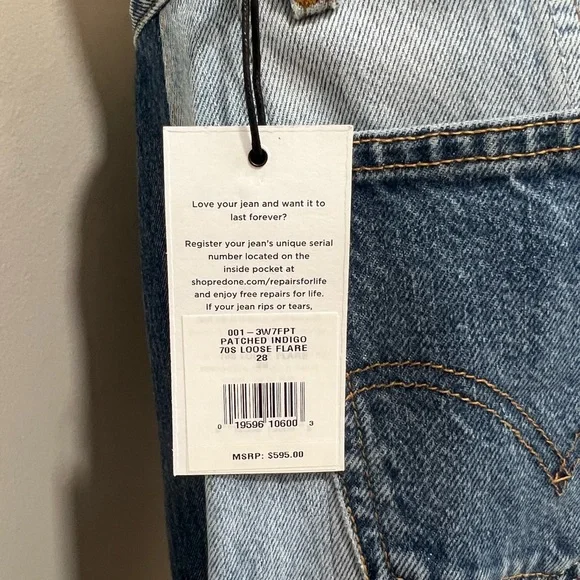 Love your jean and want it to
last forever?
Register your jean's unique serial
number located on the
inside pocket at
shopredone.com/repairsforlife
and enjoy free repairs for life.
If your jean rips or tears,
001-3W7FPT
PATCHED INDIGO
70S LOOSE FLARE
28
0 19596 10600 3
MSRP: $595.00